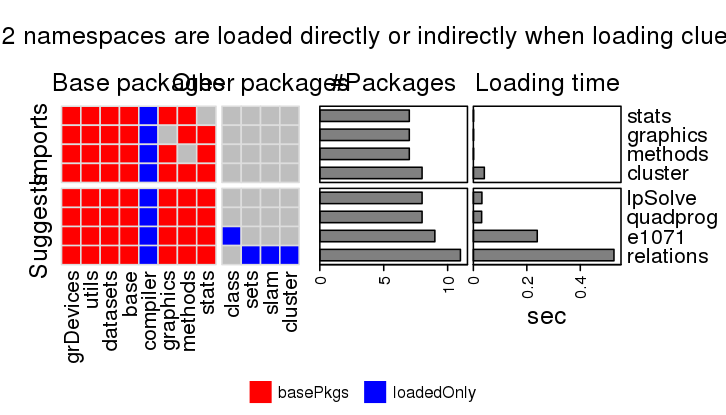 2 namespaces are loaded directly or indirectly when loading clue
Base packages
Other packages
#Packages
Loading time
Imports
Suggests
stats
graphics
methods
cluster
lpSolve
quadprog
e1071
relations
grDevices
utils
datasets
base
compiler
graphics
methods
stats
class
sets
slam
cluster
0
5
10
0
0.2
0.4
sec
basePkgs
loadedOnly